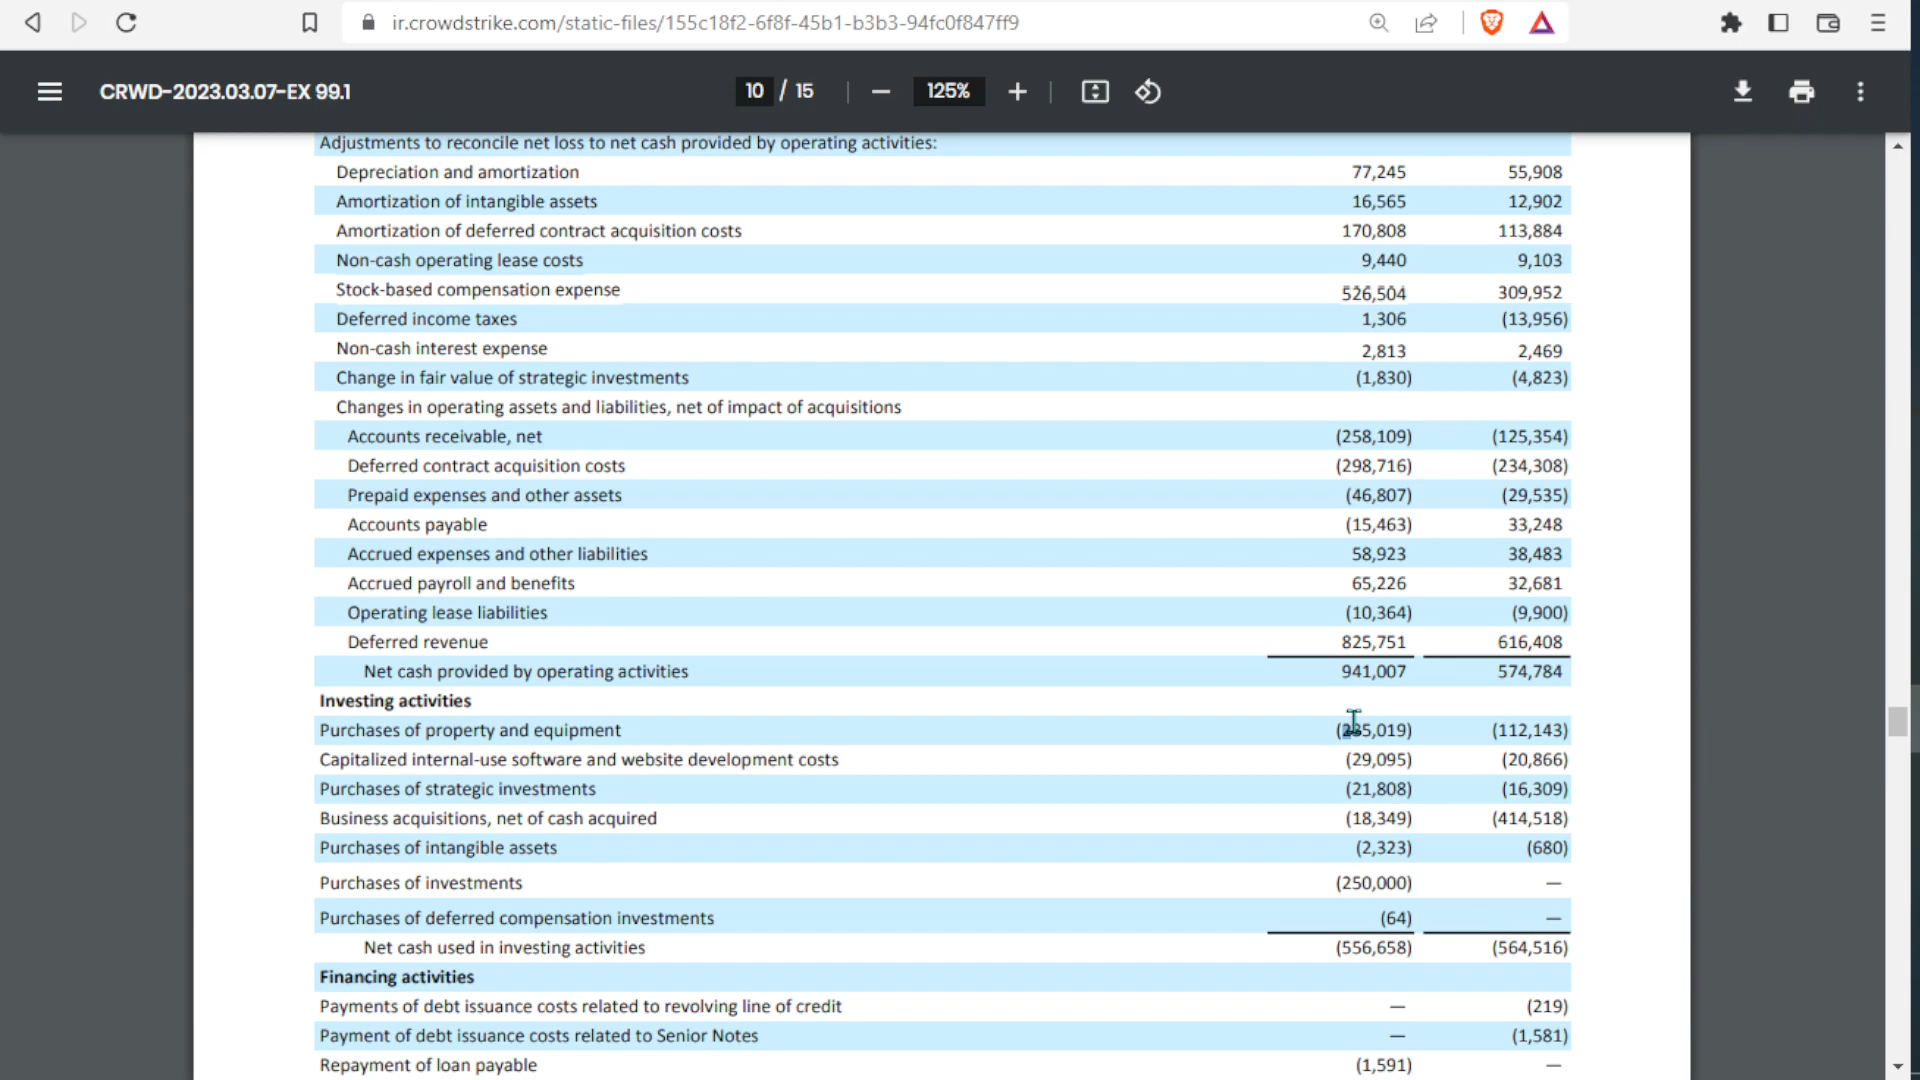 ir.crowdstrike.com/static-files/155c18f2-6f8f-45b1-b3b3-94fc0f847ff9
CRWD-2023.03.07-EX 99.1 10 / 15 125%
Adjustments to reconcile net loss to net cash provided by operating activities:
Depreciation and amortization 77,245 55,908
Amortization of intangible assets 16,565 12,902
Amortization of deferred contract acquisition costs 170,808 113,884
Non-cash operating lease costs 9,440 9,103
Stock-based compensation expense 526,504 309,952
Deferred income taxes 1,306 (13,956)
Non-cash interest expense 2,813 2,469
Change in fair value of strategic investments (1,830) (4,823)
Changes in operating assets and liabilities, net of impact of acquisitions
Accounts receivable, net (258,109) (125,354)
Deferred contract acquisition costs (298,716) (234,308)
Prepaid expenses and other assets (46,807) (29,535)
Accounts payable (15,463) 33,248
Accrued expenses and other liabilities 58,923 38,483
Accrued payroll and benefits 65,226 32,681
Operating lease liabilities (10,364) (9,900)
Deferred revenue 825,751 616,408
Net cash provided by operating activities 941,007 574,784
Investing activities
Purchases of property and equipment (235,019) (112,143)
Capitalized internal-use software and website development costs (29,095) (20,866)
Purchases of strategic investments (21,808) (16,309)
Business acquisitions, net of cash acquired (18,349) (414,518)
Purchases of intangible assets (2,323) (680)
Purchases of investments (250,000) —
Purchases of deferred compensation investments (64) —
Net cash used in investing activities (556,658) (564,516)
Financing activities
Payments of debt issuance costs related to revolving line of credit — (219)
Payment of debt issuance costs related to Senior Notes — (1,581)
Repayment of loan payable (1,591) —